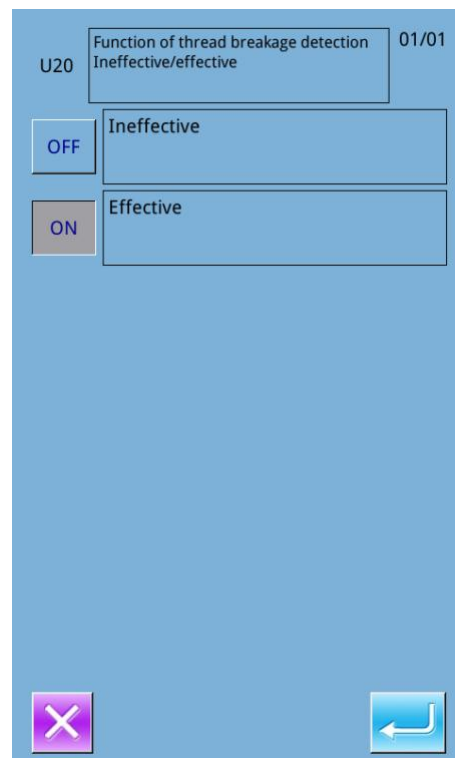 U20
Function of thread breakage detection
Ineffective/effective
01/01
OFF
Ineffective
ON
Effective